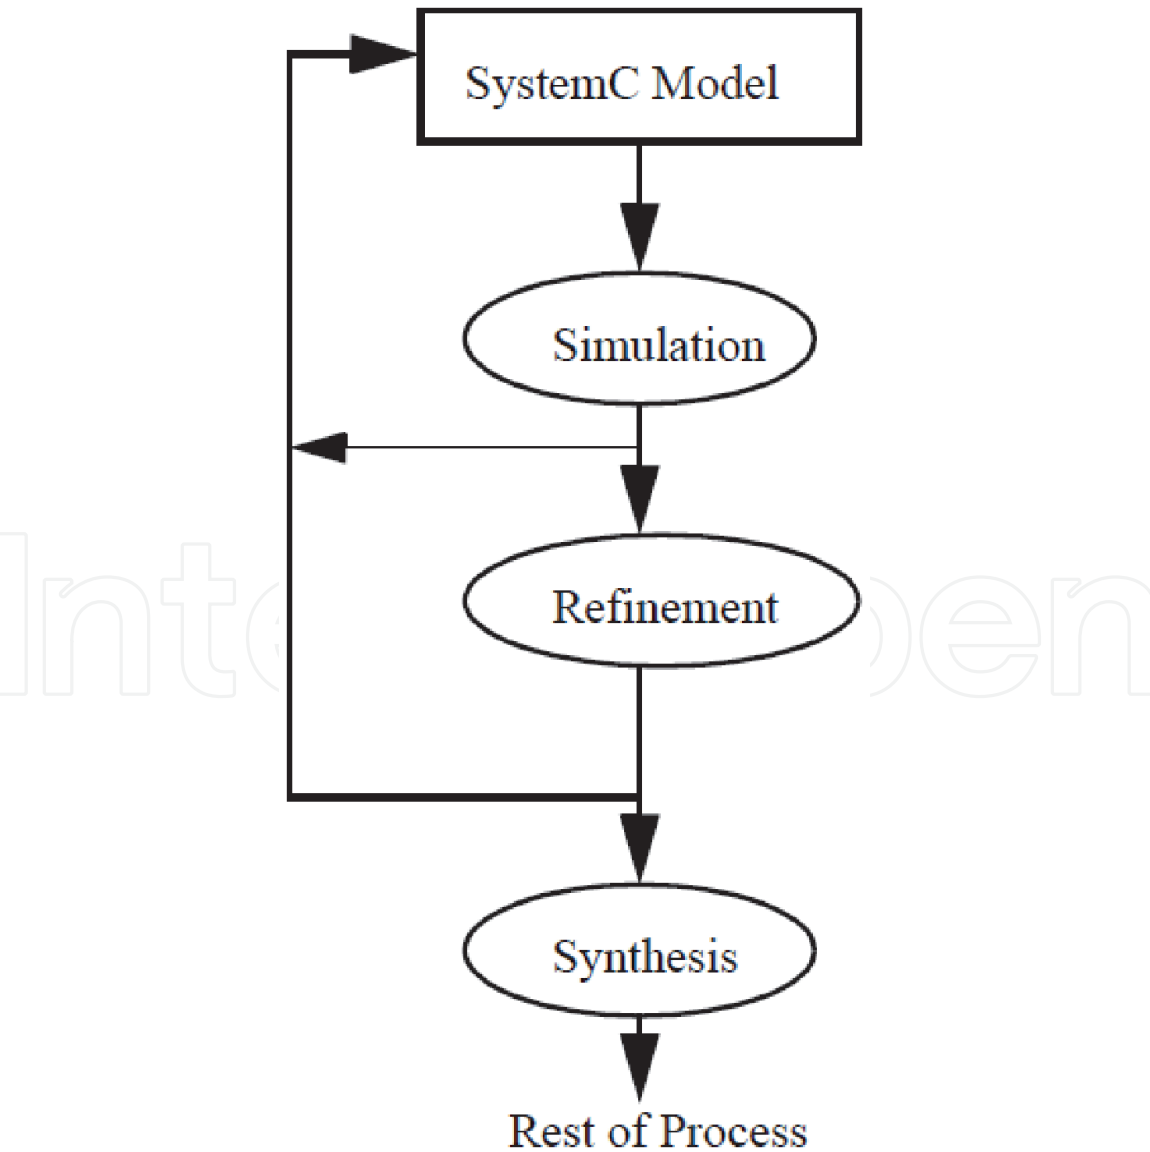 SystemC Model
Simulation
Refinement
Synthesis
Rest of Process